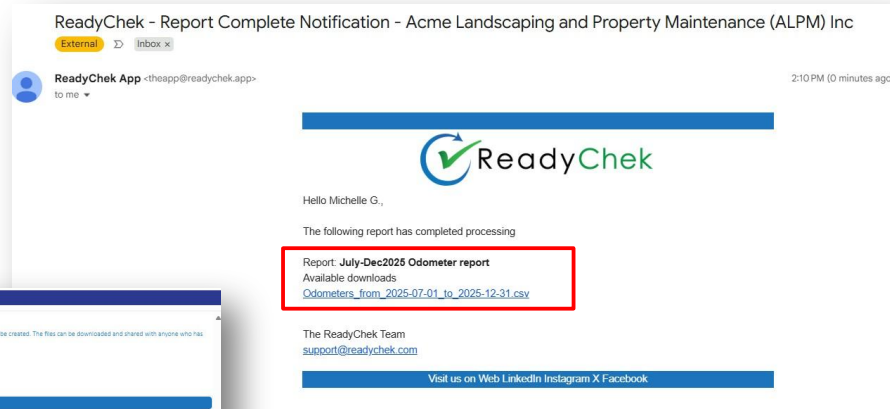 ReadyChek - Report Complete Notification - Acme Landscaping and Property Maintenance (ALPM) Inc
External Inbox x
ReadyChek App <theapp@readychek.app>
2:10 PM (0 minutes ago
to me
ReadyChek
Hello Michelle G.,
The following report has completed processing
Report: July-Dec2025 Odometer report
Available downloads
Odometers_from_2025-07-01_to_2025-12-31.csv
be created. The files can be downloaded and shared with anyone who has
The ReadyChek Team
support@readychek.com
Visit us on Web LinkedIn Instagram X Facebook